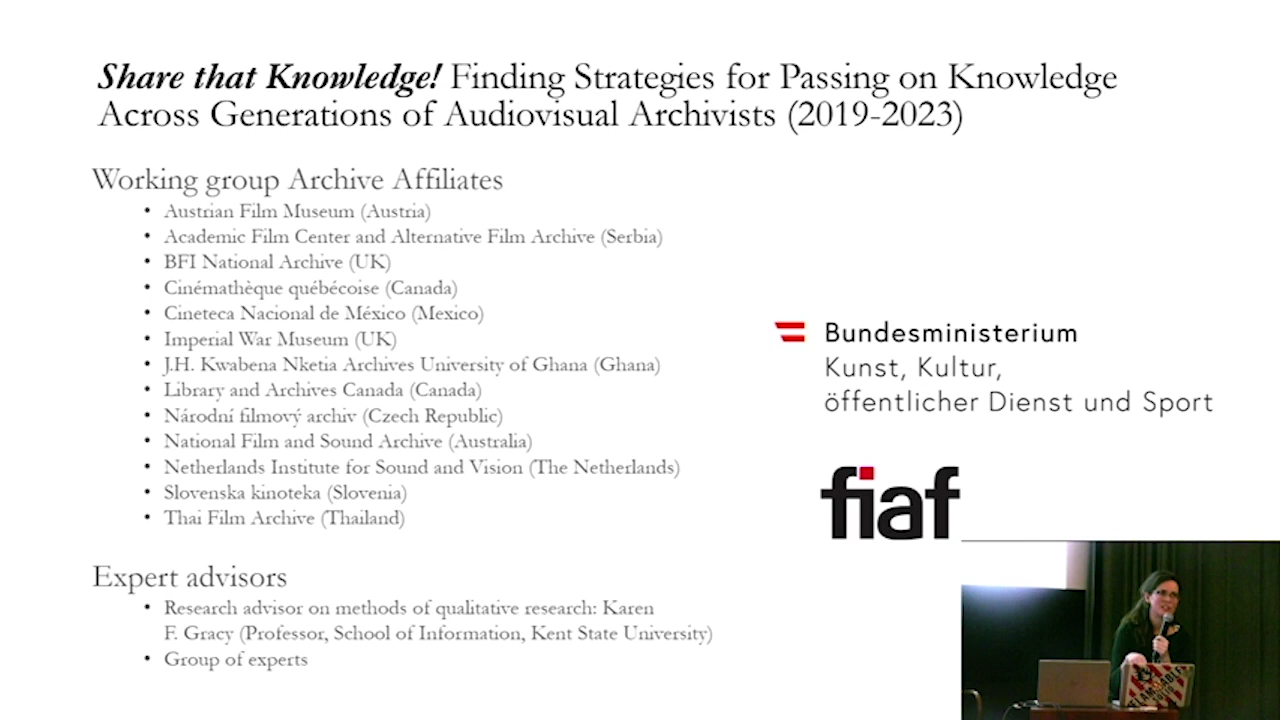 Share that Knowledge! Finding Strategies for Passing on Knowledge
Across Generations of Audiovisual Archivists (2019-2023)
Working group Archive Affiliates
• Austrian Film Museum (Austria)
• Academic Film Center and Alternative Film Archive (Serbia)
• BFI National Archive (UK)
• Cinémathèque québécoise (Canada)
• Cineteca Nacional de México (Mexico)
• Imperial War Museum (UK)
• J.H. Kwabena Nketia Archives University of Ghana (Ghana)
• Library and Archives Canada (Canada)
• Národní filmový archiv (Czech Republic)
• National Film and Sound Archive (Australia)
• Netherlands Institute for Sound and Vision (The Netherlands)
• Slovenska kinoteka (Slovenia)
• Thai Film Archive (Thailand)
Expert advisors
• Research advisor on methods of qualitative research: Karen
F. Gracy (Professor, School of Information, Kent State University)
• Group of experts
Bundesministerium
Kunst, Kultur,
öffentlicher Dienst und Sport
fiaf